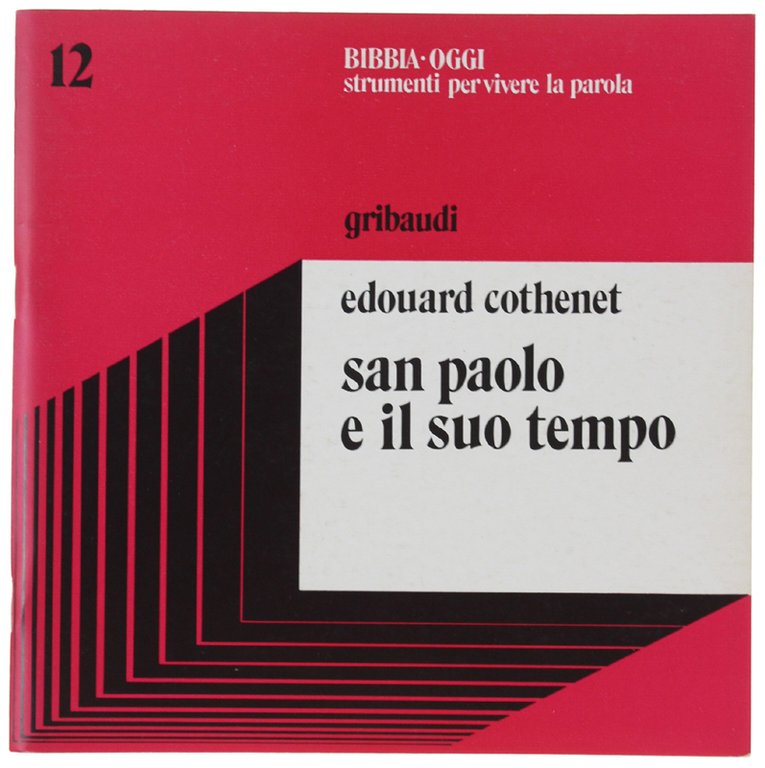 12
BIBBIA·OGGI
strumenti per vivere la parola
gribaudi
edouard cothenet
san paolo
e il suo tempo